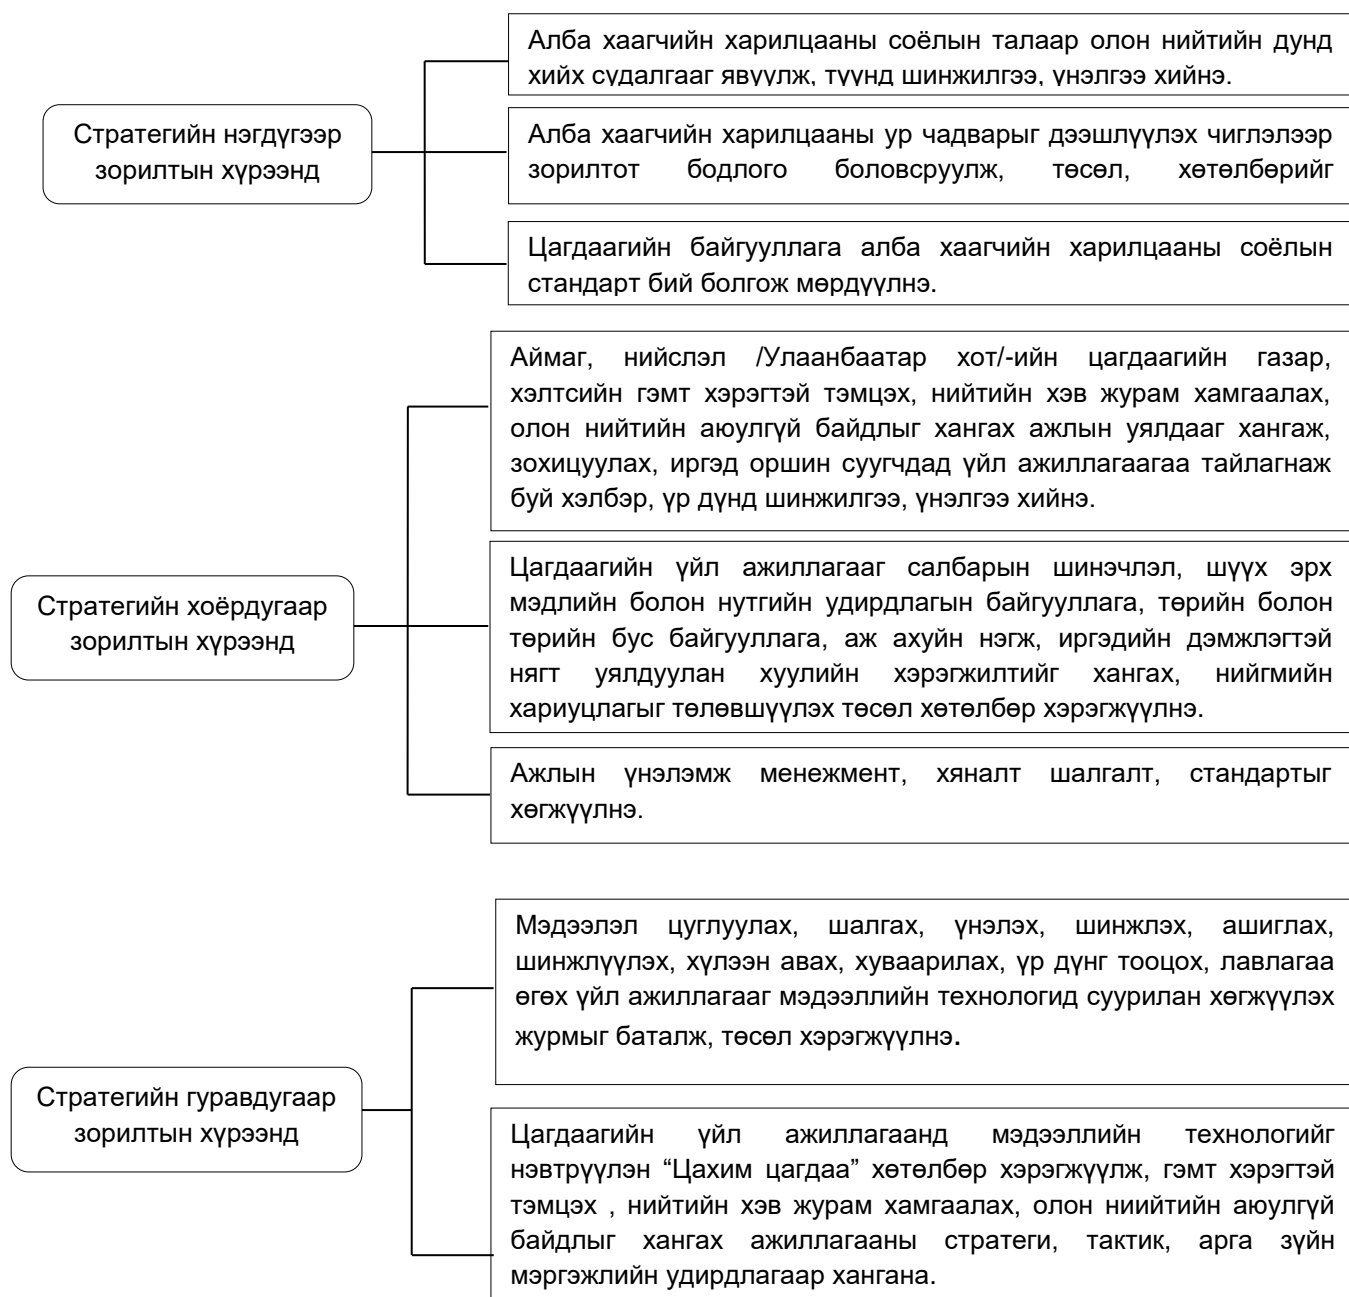 Алба хаагчийн харилцааны соёлын талаар олон нийтийн дунд
хийх судалгааг явуулж, түүнд шинжилгээ, үнэлгээ хийнэ.
Стратегийн нэгдүгээр
зорилтын хүрээнд
Алба хаагчийн харилцааны ур чадварыг дээшлүүлэх чиглэлээр
зорилтот бодлого боловсруулж, төсөл, хөтөлбөрийг
Цагдаагийн байгууллага алба хаагчийн харилцааны соёлын
стандарт бий болгож мөрдүүлнэ.
Аймаг, нийслэл /Улаанбаатар хот/-ийн цагдаагийн газар,
хэлтсийн гэмт хэрэгтэй тэмцэх, нийтийн хэв журам хамгаалах,
олон нийтийн аюулгүй байдлыг хангах ажлын уялдааг хангаж,
зохицуулах, иргэд оршин суугчдад үйл ажиллагаагаа тайлагнаж
буй хэлбэр, үр дүнд шинжилгээ, үнэлгээ хийнэ.
Стратегийн хоёрдугаар
зорилтын хүрээнд
Цагдаагийн үйл ажиллагааг салбарын шинэчлэл, шүүх эрх
мэдлийн болон нутгийн удирдлагын байгууллага, төрийн болон
төрийн бус байгууллага, аж ахуйн нэгж, иргэдийн дэмжлэгтэй
нягт уялдуулан хуулийн хэрэгжилтийг хангах, нийгмийн
хариуцлагыг төлөвшүүлэх төсөл хөтөлбөр хэрэгжүүлнэ.
Ажлын үнэлэмж менежмент, хяналт шалгалт, стандартыг
хөгжүүлнэ.
Мэдээлэл цуглуулах, шалгах, үнэлэх, шинжлэх, ашиглах,
шинжлүүлэх, хүлээн авах, хуваарилах, үр дүнг тооцох, лавлагаа
өгөх үйл ажиллагааг мэдээллийн технологид суурилан хөгжүүлэх
журмыг баталж, төсөл хэрэгжүүлнэ.
Стратегийн гуравдугаар
зорилтын хүрээнд
Цагдаагийн үйл ажиллагаанд мэдээллийн технологийг
нэвтрүүлэн “Цахим цагдаа” хөтөлбөр хэрэгжүүлж, гэмт хэрэгтэй
тэмцэх , нийтийн хэв журам хамгаалах, олон ниийтийн аюулгүй
байдлыг хангах ажиллагааны стратеги, тактик, арга зүйн
мэргэжлийн удирдлагаар хангана.